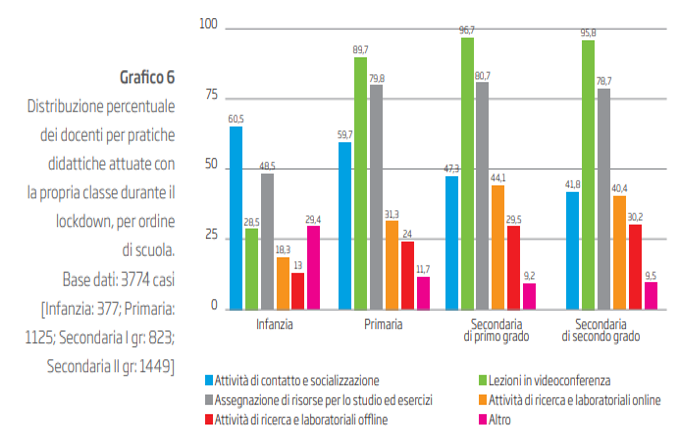 Grafico 6
Distribuzione percentuale
dei docenti per pratiche
didattiche attuate con
la propria classe durante il
lockdown, per ordine
di scuola.
Base dati: 3774 casi
[Infanzia: 377; Primaria:
1125; Secondaria I gr: 823;
Secondaria II gr: 1449]
100
75
50
25
0
60,5
28,5
48,5
18,3
13
29,4
59,7
89,7
79,8
31,3
24
11,7
47,3
96,7
80,7
44,1
29,5
9,2
41,8
95,8
78,7
40,4
30,2
9,5
Infanzia
Primaria
Secondaria
di primo grado
Secondaria
di secondo grado
Attività di contatto e socializzazione
Lezioni in videoconferenza
Assegnazione di risorse per lo studio ed esercizi
Attività di ricerca e laboratoriali online
Attività di ricerca e laboratoriali offline
Altro